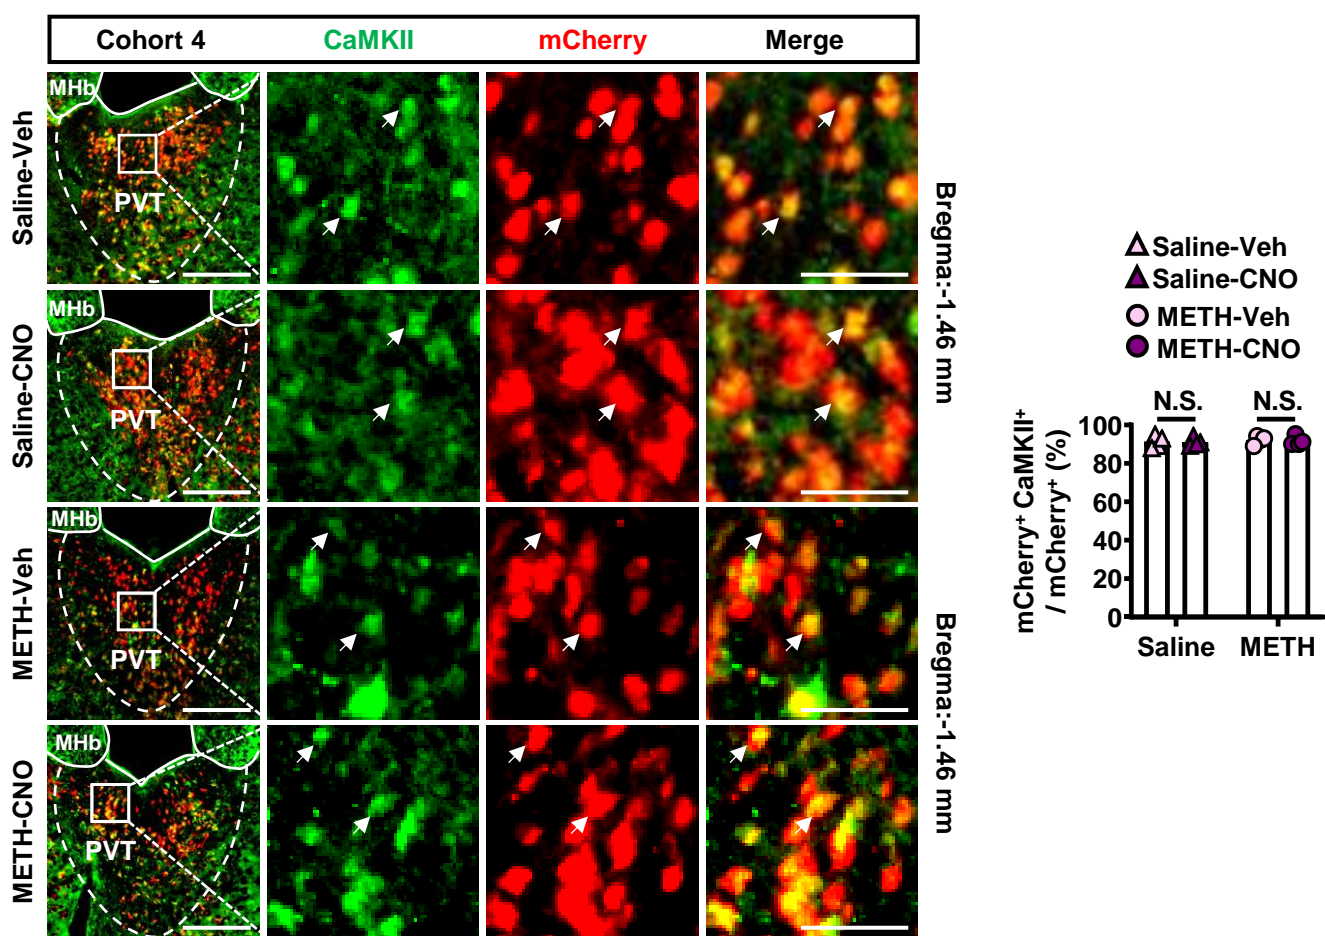 Cohort 4 CaMKII mCherry Merge
Saline-Veh
MHb
PVT
Saline-CNO
MHb
PVT
Bregma:-1.46 mm
METH-Veh
MHb
PVT
METH-CNO
MHb
PVT
Bregma:-1.46 mm
Saline-Veh
Saline-CNO
METH-Veh
METH-CNO
N.S. N.S.
mCherry⁺ CaMKII⁺
/ mCherry⁺ (%)
100
80
60
40
20
0
Saline METH